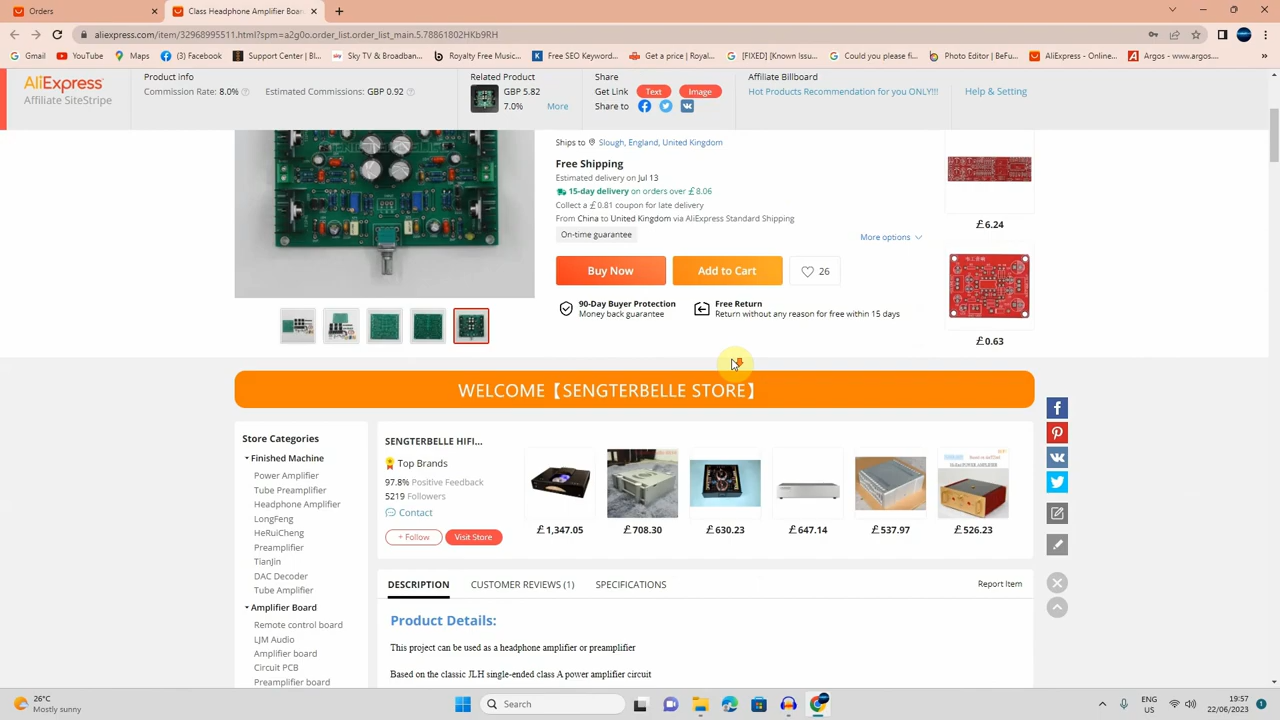 Orders
Class Headphone Amplifier Boar
aliexpress.com/item/32968995511.html?spm=a2g0o.order_list.order_list_main.5.78861802HKb9RH
Gmail
YouTube
Maps
(3) Facebook
Support Center | Bl...
Sky TV & Broadban...
Royalty Free Music...
Free SEO Keyword...
Get a price | Royal...
[FIXED] [Known Issu...
Could you please fi...
Photo Editor | BeFu...
AliExpress - Online...
Argos - www.argos...
AliExpress
Affiliate SiteStripe
Product Info
Commission Rate: 8.0%
Estimated Commissions: GBP 0.92
Related Product
GBP 5.82
7.0%
More
Share
Get Link
Text
Image
Share to
Affiliate Billboard
Hot Products Recommendation for you ONLY!!!
Help & Setting
Ships to
Slough, England, United Kingdom
Free Shipping
Estimated delivery on Jul 13
15-day delivery on orders over £8.06
Collect a £0.81 coupon for late delivery
From China to United Kingdom via AliExpress Standard Shipping
On-time guarantee
More options
Buy Now
Add to Cart
26
90-Day Buyer Protection
Money back guarantee
Free Return
Return without any reason for free within 15 days
£6.24
£0.63
WELCOME【SENGTERBELLE STORE】
Store Categories
Finished Machine
Power Amplifier
Tube Preamplifier
Headphone Amplifier
LongFeng
HeRuiCheng
Preamplifier
TianJin
DAC Decoder
Tube Amplifier
Amplifier Board
Remote control board
LJM Audio
Amplifier board
Circuit PCB
Preamplifier board
SENGTERBELLE HIFI...
Top Brands
97.8% Positive Feedback
5219 Followers
Contact
+ Follow
Visit Store
£1,347.05
£708.30
£630.23
£647.14
£537.97
£526.23
DESCRIPTION
CUSTOMER REVIEWS (1)
SPECIFICATIONS
Report Item
Product Details:
This project can be used as a headphone amplifier or preamplifier
Based on the classic JLH single-ended class A power amplifier circuit
26°C
Mostly sunny
Search
ENG
US
19:57
22/06/2023